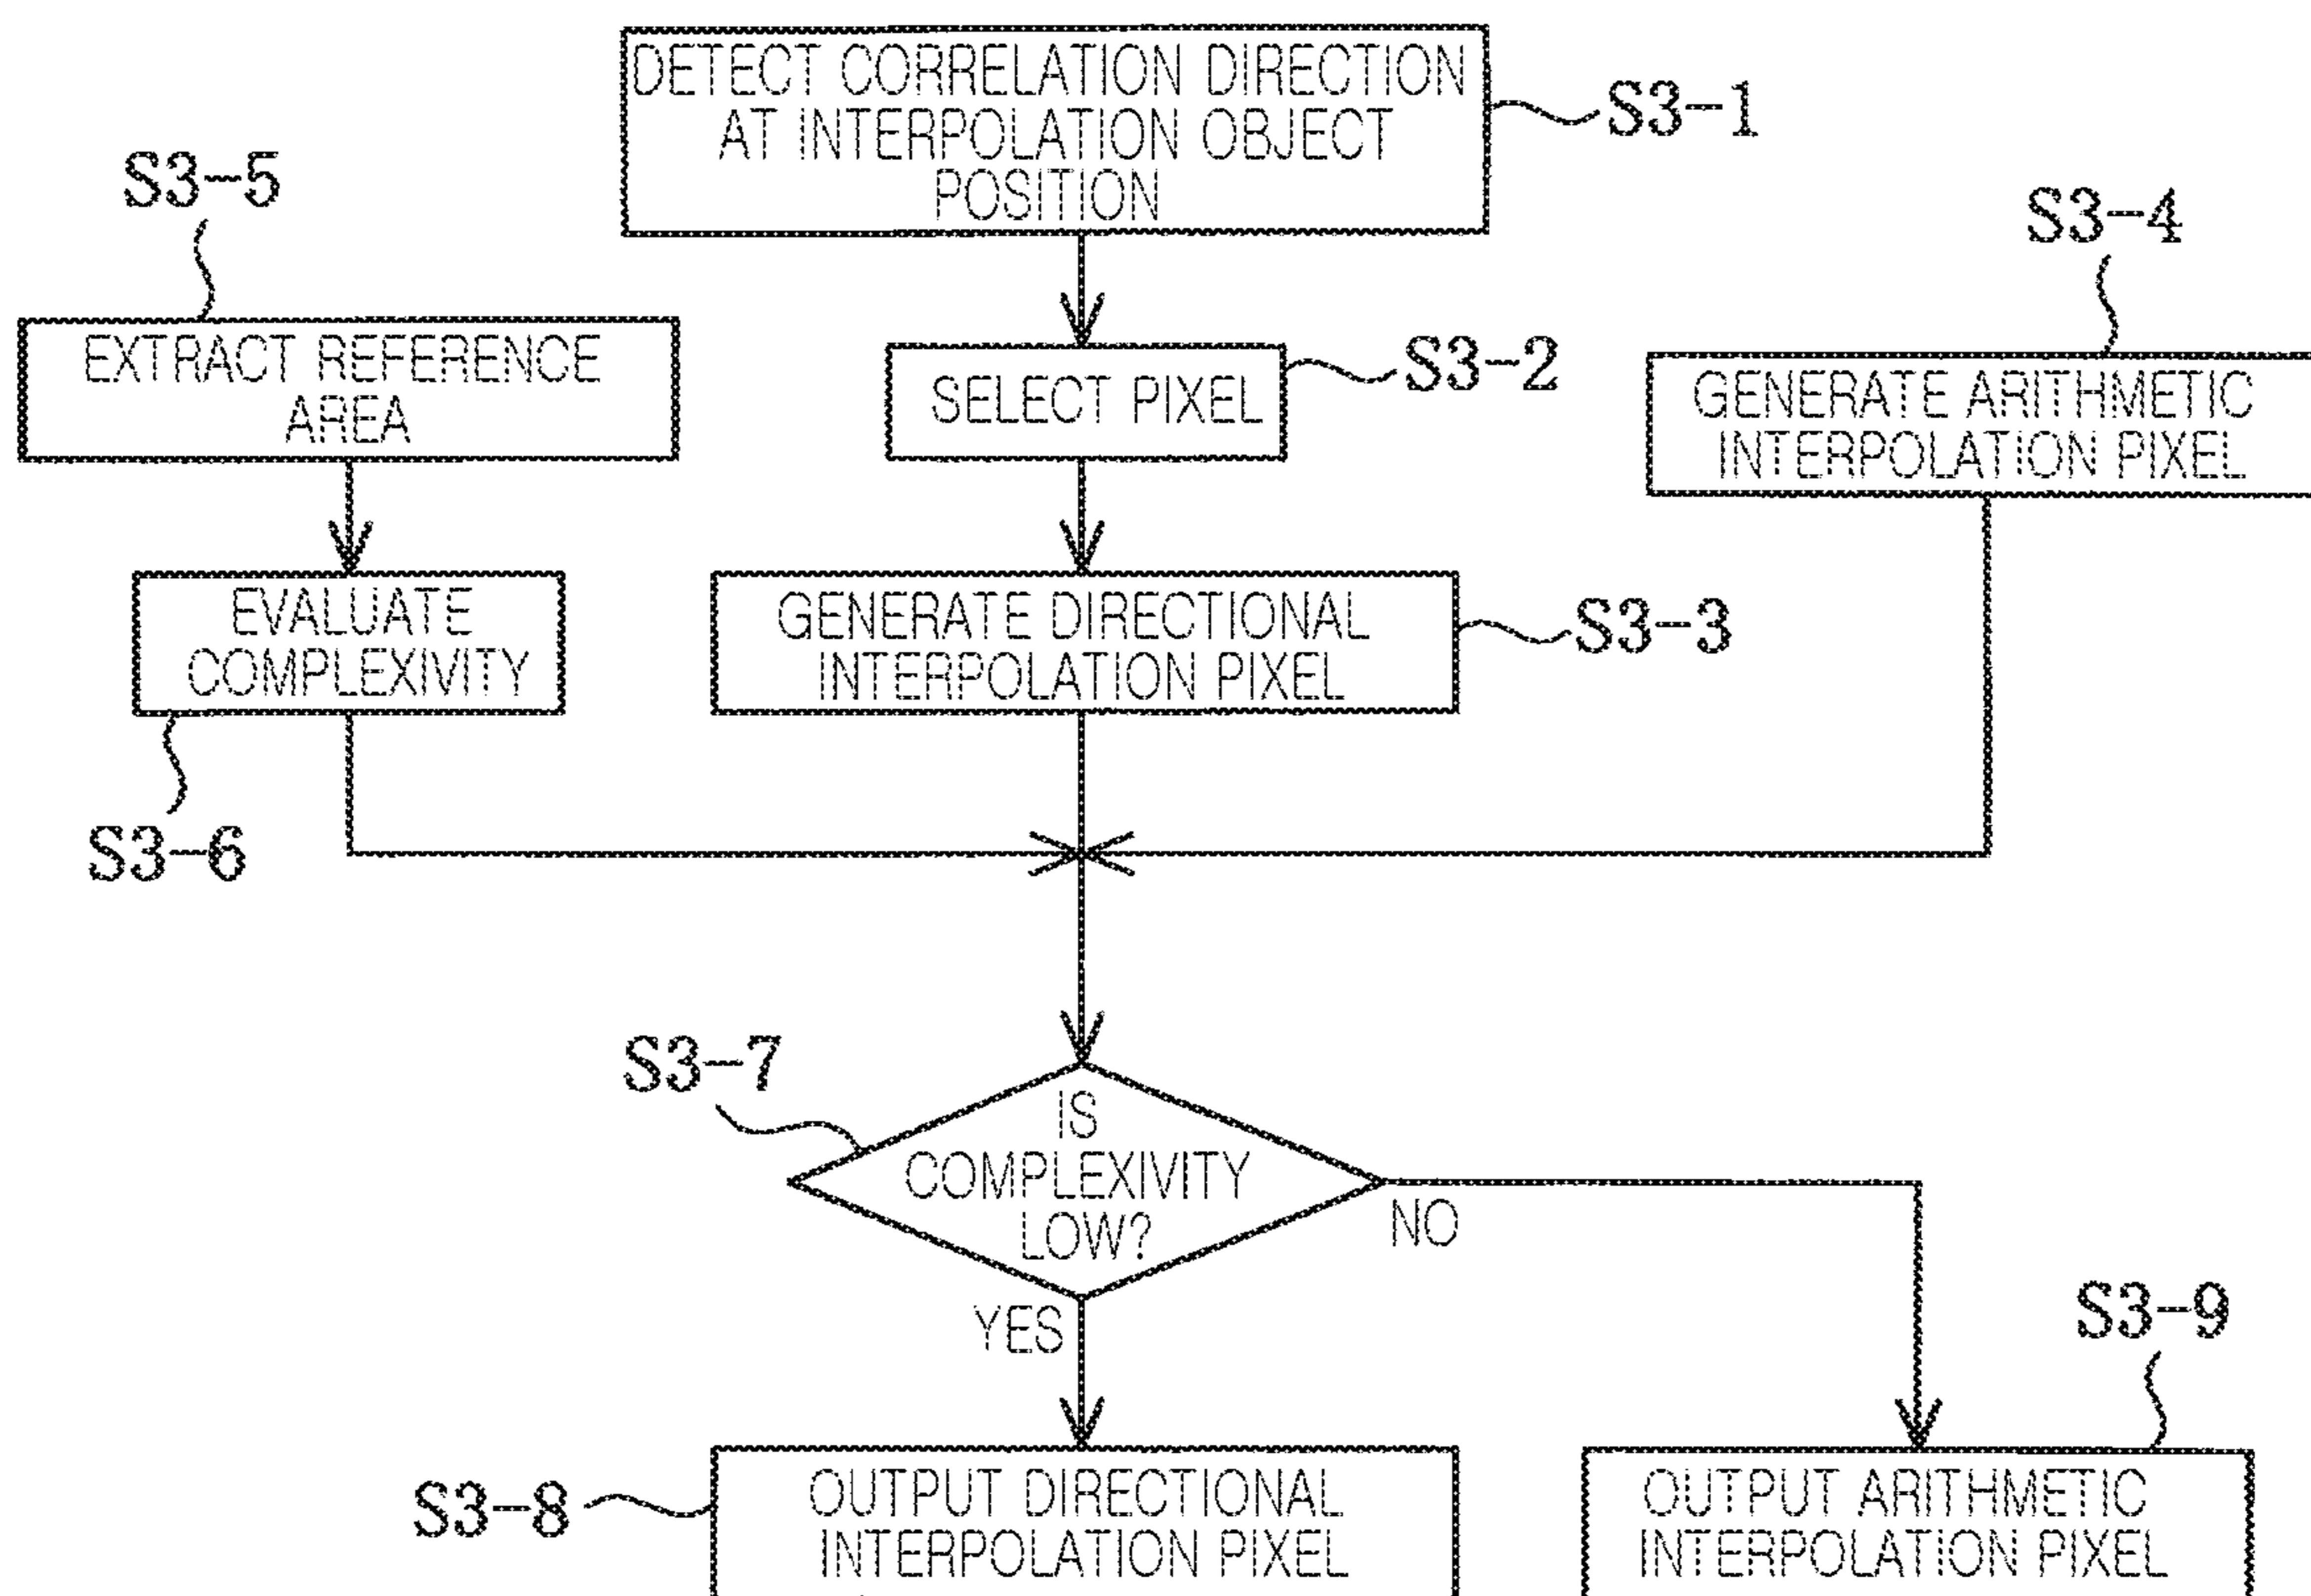 DETECT CORRELATION DIRECTION
AT INTERPOLATION OBJECT
POSITION
S3-1
S3-5
S3-4
EXTRACT REFERENCE
AREA
SELECT PIXEL
S3-2
GENERATE ARITHMETIC
INTERPOLATION PIXEL
EVALUATE
COMPLEXIVITY
GENERATE DIRECTIONAL
INTERPOLATION PIXEL
S3-3
S3-6
S3-7
IS
COMPLEXIVITY
LOW?
NO
YES
S3-9
S3-8
OUTPUT DIRECTIONAL
INTERPOLATION PIXEL
OUTPUT ARITHMETIC
INTERPOLATION PIXEL